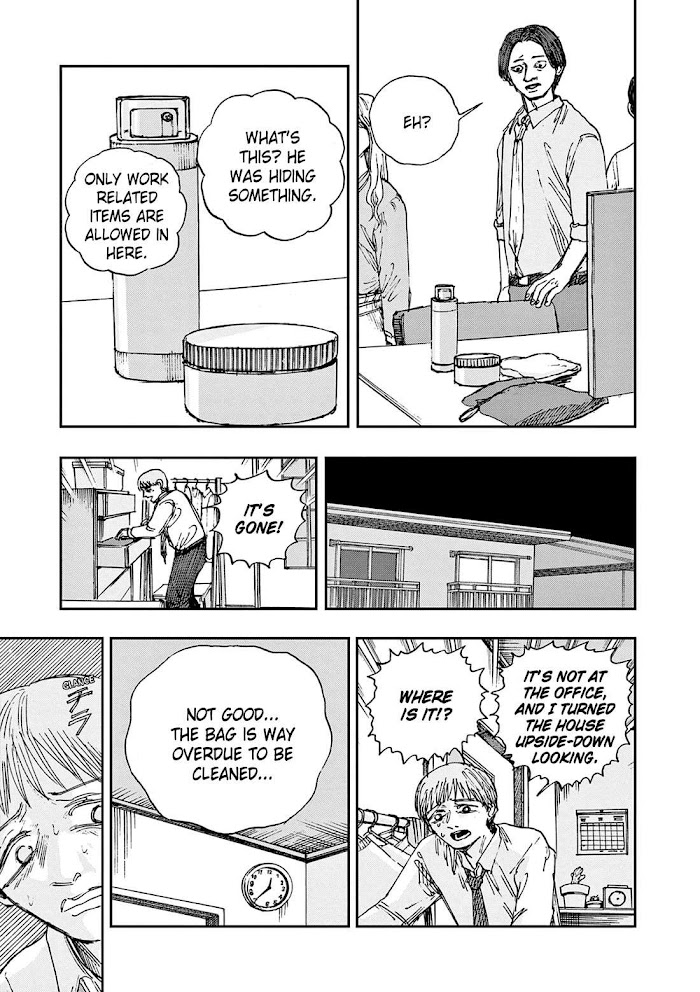 EH?
WHAT'S
THIS? HE
WAS HIDING
SOMETHING.
ONLY WORK
RELATED
ITEMS ARE
ALLOWED IN
HERE.
IT'S
GONE!
IT'S NOT AT
THE OFFICE,
AND I TURNED
THE HOUSE
UPSIDE-DOWN
LOOKING.
WHERE
IS IT!?
NOT GOOD...
THE BAG IS WAY
OVERDUE TO BE
CLEANED...
GLANCE
チラ